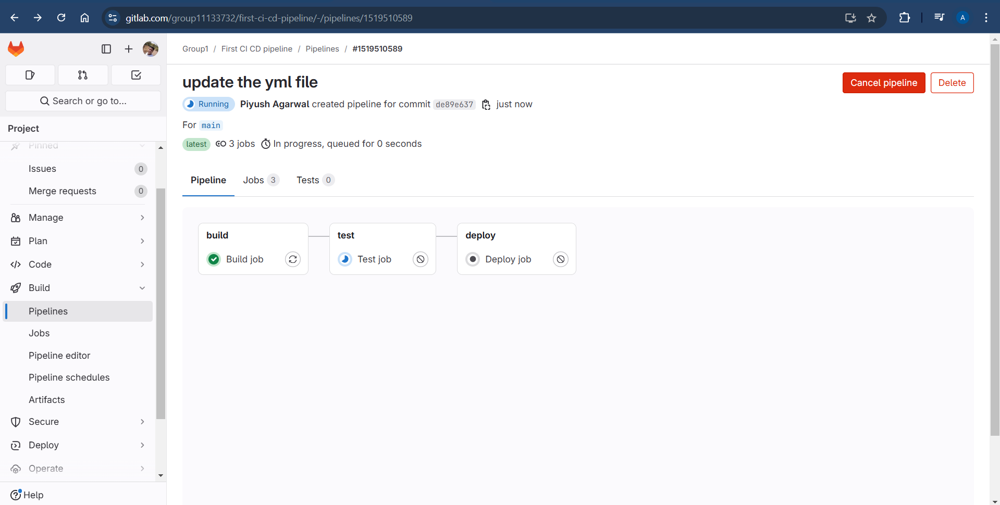 gitlab.com/group11133732/first-ci-cd-pipeline/-/pipelines/1519510589
A
Group1 / First CI CD pipeline / Pipelines / #1519510589
Search or go to...
Project
Pinned
Issues 0
Merge requests 0
Manage
Plan
Code
Build
Pipelines
Jobs
Pipeline editor
Pipeline schedules
Artifacts
Secure
Deploy
Operate
Help
update the yml file
Cancel pipeline Delete
Running Piyush Agarwal created pipeline for commit de89e637 just now
For main
latest 3 jobs In progress, queued for 0 seconds
Pipeline Jobs 3 Tests 0
build
Build job
test
Test job
deploy
Deploy job